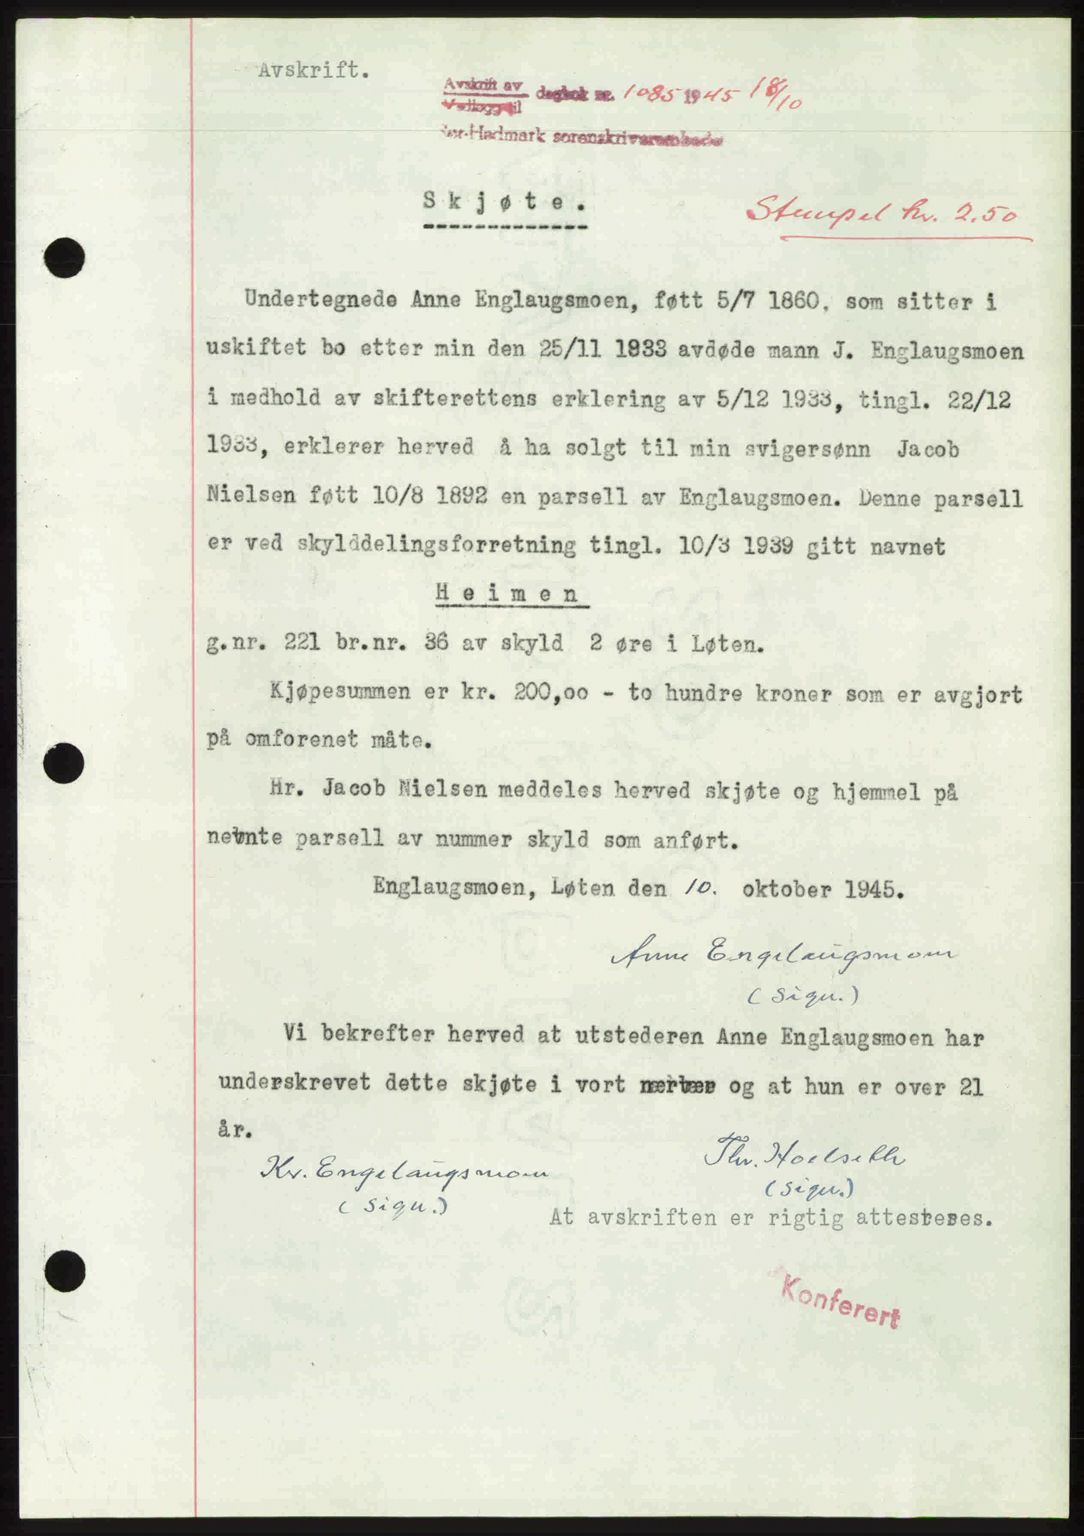 Avskrift.
Avskrift av
Vedlegg til
dagbok nr. 1085 1945 18/10
Sør-Hedmark sorenskriverembede
Skjøte.
Stempel kr. 2.50
Undertegnede Anne Englaugsmoen, føtt 5/7 1860, som sitter i
uskiftet bo etter min den 25/11 1933 avdøde mann J. Englaugsmoen
i medhold av skifterettens erklering av 5/12 1933, tingl. 22/12
1933, erklerer herved å ha solgt til min svigersønn Jacob
Nielsen føtt 10/8 1892 en parsell av Englaugsmoen. Denne parsell
er ved skylddelingsforretning tingl. 10/3 1939 gitt navnet
Heimen
g.nr. 221 br.nr. 36 av skyld 2 øre i Løten.
Kjøpesummen er kr. 200,oo - to hundre kroner som er avgjort
på omforenet måte.
Hr. Jacob Nielsen meddeles herved skjøte og hjemmel på
nevnte parsell av nummer skyld som anført.
Englaugsmoen, Løten den 10. oktober 1945.
Anne Engelaugsmoen
(Sign.)
Vi bekrefter herved at utstederen Anne Englaugsmoen har
underskrevet dette skjøte i vort nærvær og at hun er over 21
år.
Thv. Hoelseth
Kr. Engelaugsmoen
(Sign.)
(Sign.)
At avskriften er rigtig attesteres.
Konferert